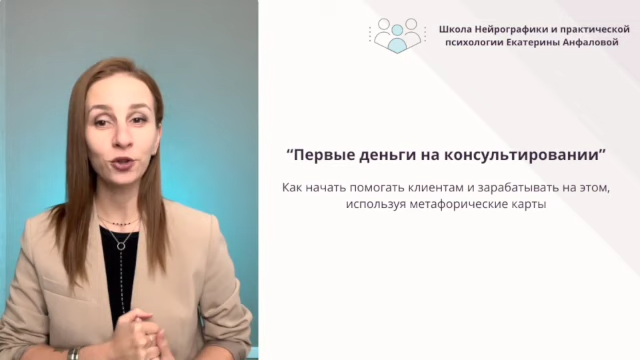 Школа Нейрографики и практической
психологии Екатерины Анфаловой
“Первые деньги на консультировании”
Как начать помогать клиентам и зарабатывать на этом,
используя метафорические карты